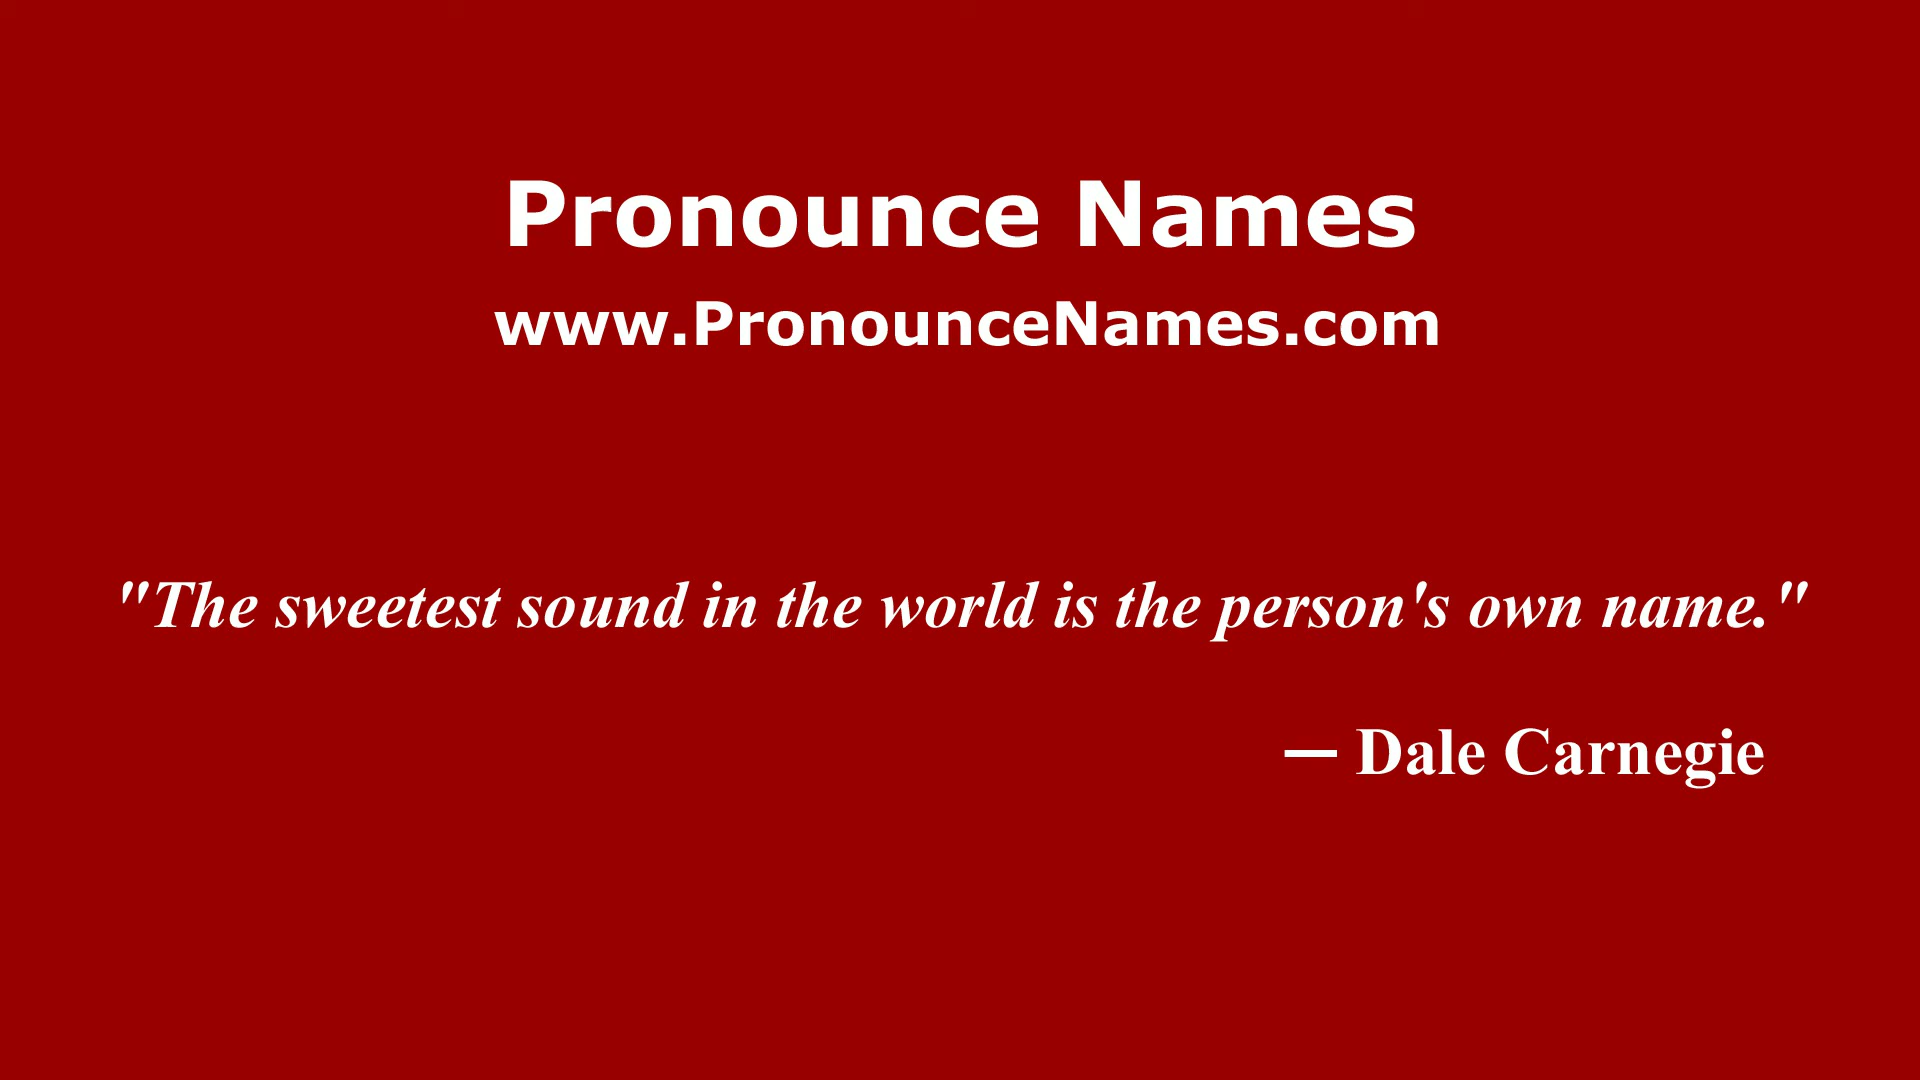 Pronounce Names
www.PronounceNames.com
"The sweetest sound in the world is the person's own name."
— Dale Carnegie